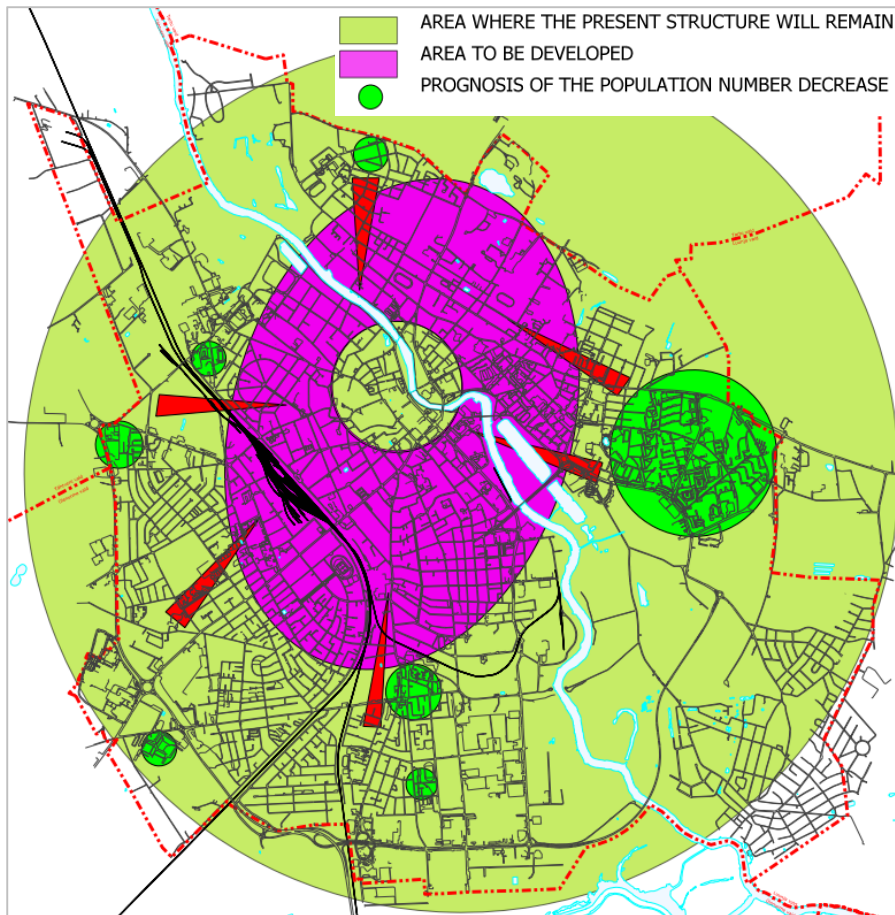 AREA WHERE THE PRESENT STRUCTURE WILL REMAIN
AREA TO BE DEVELOPED
PROGNOSIS OF THE POPULATION NUMBER DECREASE